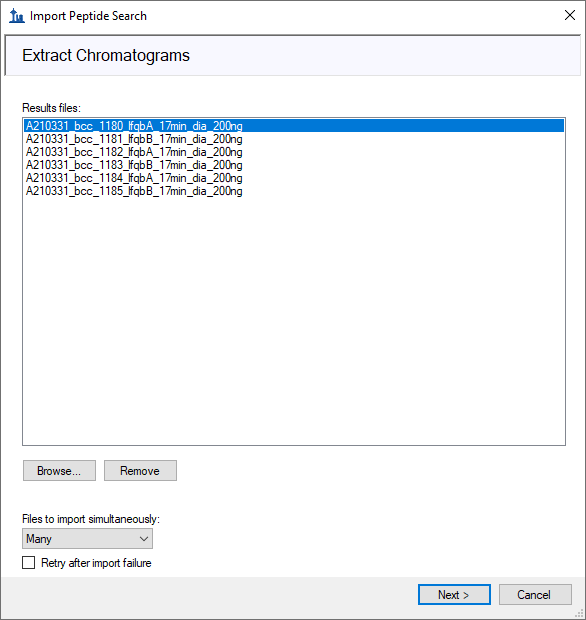 Import Peptide Search
Extract Chromatograms
Results files:
A210331_bcc_1180_lfqbA_17min_dia_200ng
A210331_bcc_1181_lfqbB_17min_dia_200ng
A210331_bcc_1182_lfqbA_17min_dia_200ng
A210331_bcc_1183_lfqbB_17min_dia_200ng
A210331_bcc_1184_lfqbA_17min_dia_200ng
A210331_bcc_1185_lfqbB_17min_dia_200ng
Browse... Remove
Files to import simultaneously:
Many
Retry after import failure
Next > Cancel